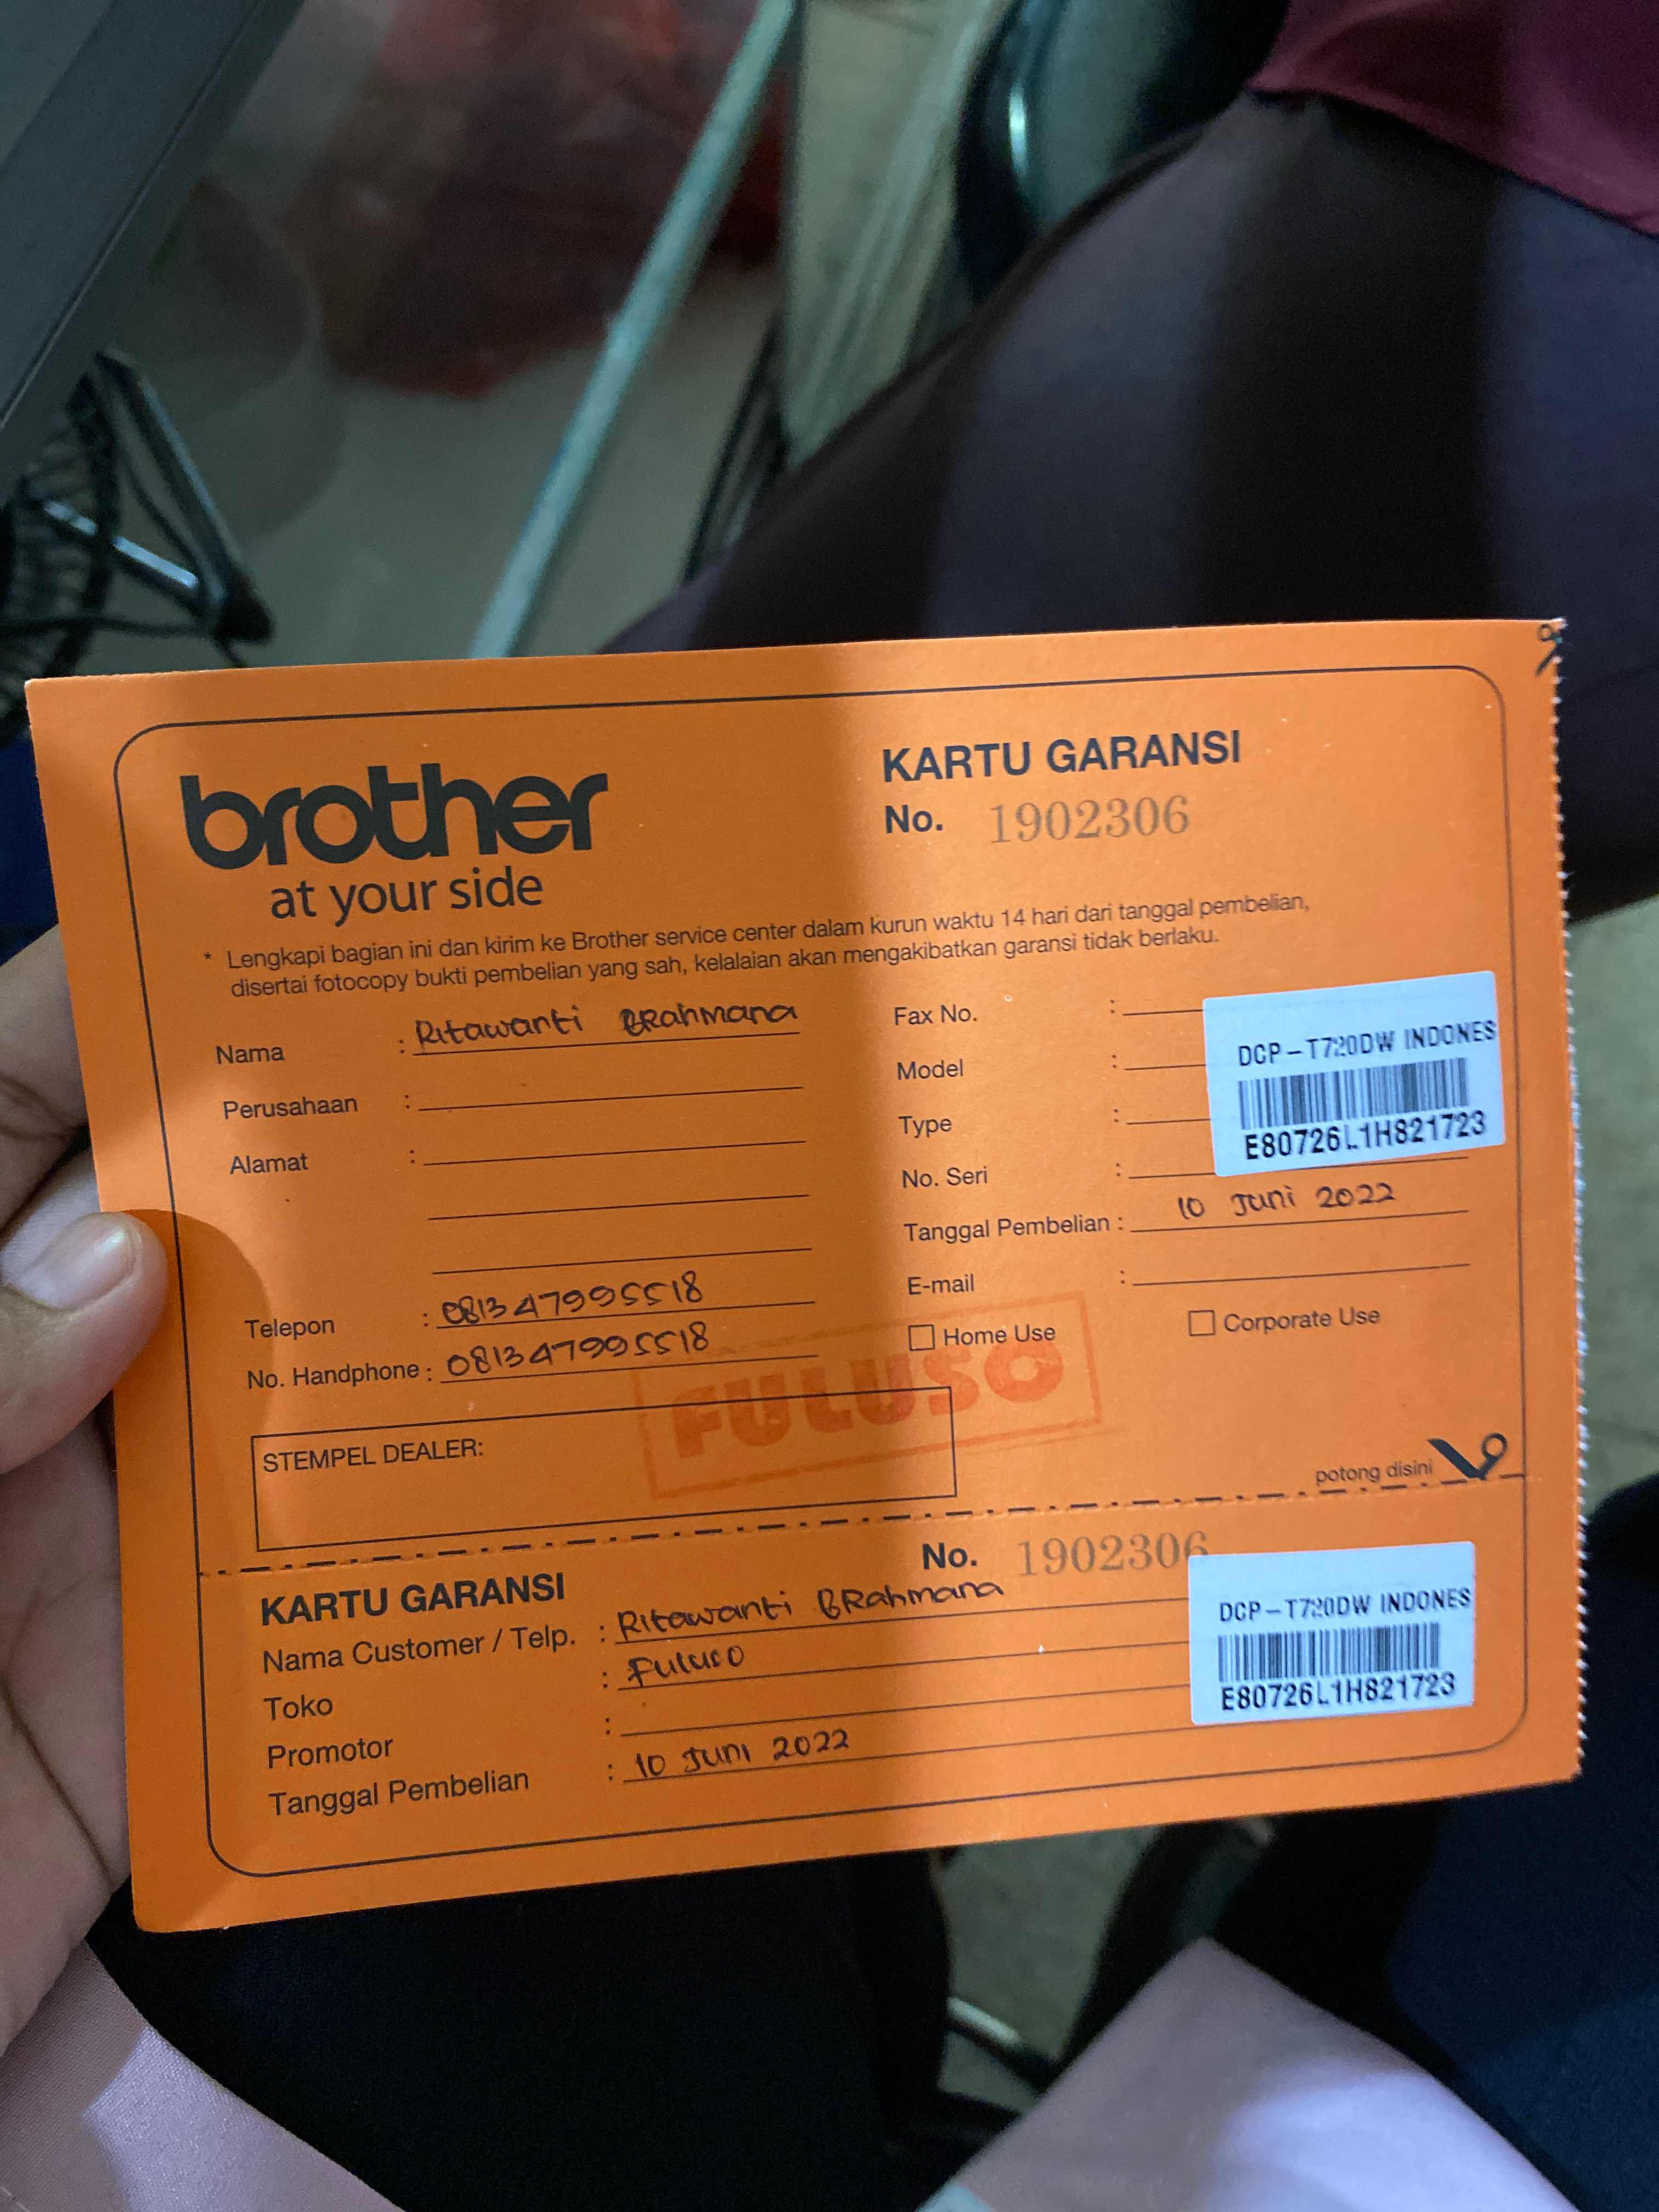 brother
at your side
KARTU GARANSI
No. 1902306
* Lengkapi bagian ini dan kirim ke Brother service center dalam kurun waktu 14 hari dari tanggal pembelian,
disertai fotocopy bukti pembelian yang sah, kelalaian akan mengakibatkan garansi tidak berlaku.
Nama : Ritawanti BRahmana
Perusahaan :
Alamat :
Telepon : 081347995518
No. Handphone : 081347995518
Fax No. :
Model :
Type :
No. Seri :
DCP-T720DW INDONES
E80726L1H821723
Tanggal Pembelian : 10 Juni 2022
E-mail :
Home Use Corporate Use
FULUSO
STEMPEL DEALER:
potong disini
KARTU GARANSI No. 1902306
Nama Customer / Telp. : Ritawanti BRahmana
Toko : Fuluso
Promotor :
Tanggal Pembelian : 10 Juni 2022
DCP-T720DW INDONES
E80726L1H821723